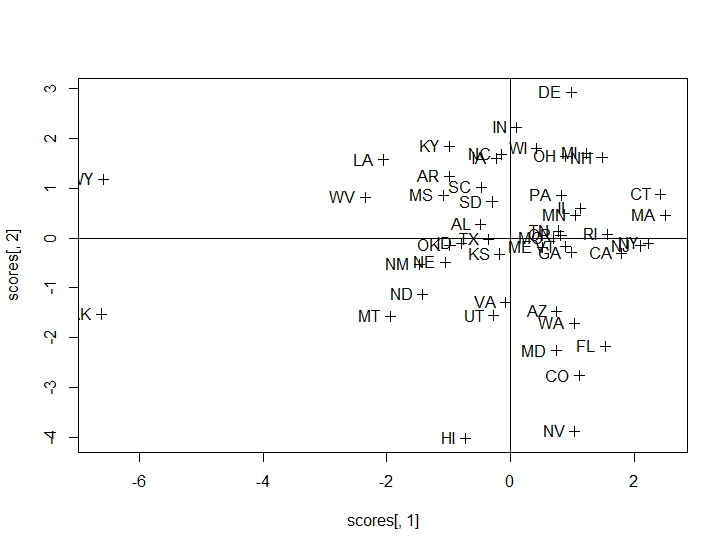 DE
IN
KY WI
LA NC IA OH MI NH
WY AR
MS SC
WV SD PA CT
IL
MN MA
AL
TN RI
MO OR
OK ID TX ME VT NJ NY
KS GA CA
NM NE
ND
VA
MT UT AZ
AK WA
MD FL
CO
HI NV
3
2
1
0
-1
-2
-3
-4
scores[, 2]
-6 -4 -2 0 2
scores[, 1]